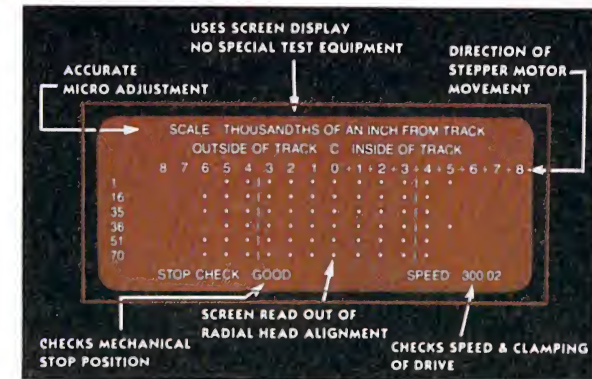 USES SCREEN DISPLAY
NO SPECIAL TEST EQUIPMENT
DIRECTION OF
STEPPER MOTOR
MOVEMENT
ACCURATE
MICRO ADJUSTMENT
SCALE THOUSANDTHS OF AN INCH FROM TRACK
OUTSIDE OF TRACK C INSIDE OF TRACK
8 7 6 5 4 3 2 1 0 + 1 + 2 + 3 + 4 + 5 + 6 + 7 + 8
1
16
35
36
51
70
STOP CHECK GOOD SPEED 300 02
SCREEN READ OUT OF
RADIAL HEAD ALIGNMENT
CHECKS MECHANICAL
STOP POSITION
CHECKS SPEED & CLAMPING
OF DRIVE